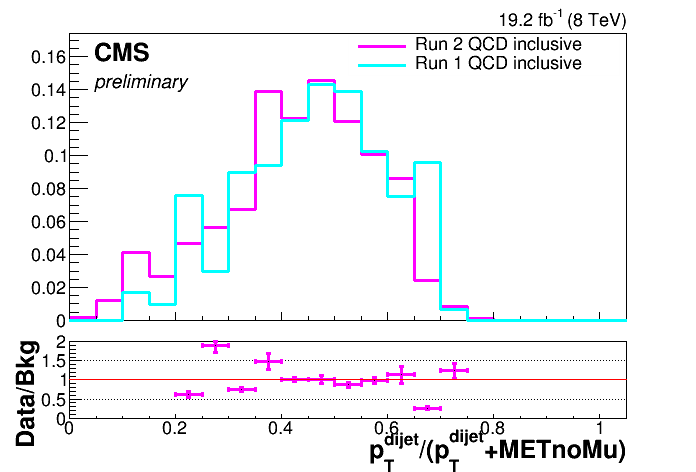 19.2 fb⁻¹ (8 TeV)
CMS
preliminary
Run 2 QCD inclusive
Run 1 QCD inclusive
0.16
0.14
0.12
0.1
0.08
0.06
0.04
0.02
0
Data/Bkg
2
1.5
1
0.5
0
0 0.2 0.4 0.6 0.8 1
p_T^dijet/(p_T^dijet+METnoMu)